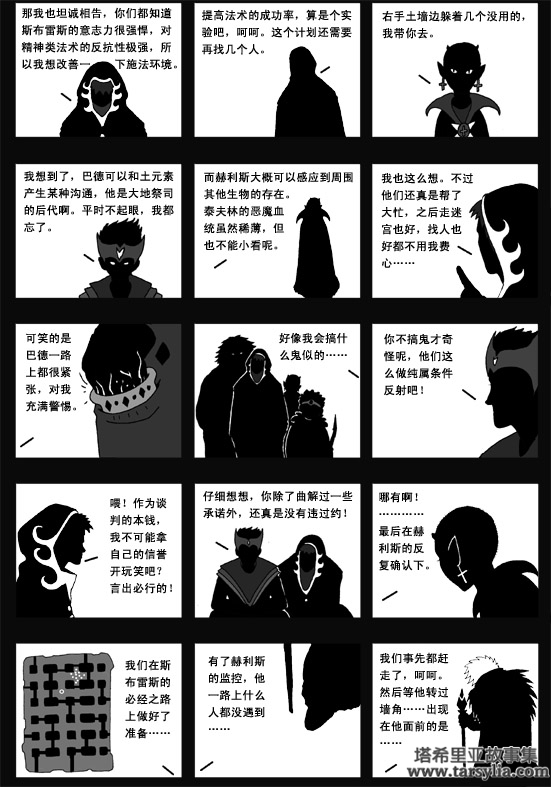 那我也坦诚相告，你们都知道
斯布雷斯的意志力很强悍，对
精神类法术的反抗性极强，所
以我想改善一下施法环境。
提高法术的成功率，算是个实
验吧，呵呵。这个计划还需要
再找几个人。
右手土墙边躲着几个没用的，
我带你去。
我想到了，巴德可以和土元素
产生某种沟通，他是大地祭司
的后代啊。平时不起眼，我都
忘了。
而赫利斯大概可以感应到周围
其他生物的存在。
泰夫林的恶魔血
统虽然稀薄，但
也不能小看呢。
我也这么想。不过
他们还真是帮了
大忙，之后走迷
宫也好，找人也
好都不用我费
心……
可笑的是
巴德一路
上都很紧
张，对我
充满警惕。
好像我会搞什
么鬼似的……
你不搞鬼才奇
怪呢，他们这
么做纯属条件
反射吧！
喂！作为谈
判的本钱，
我不可能拿
自己的信誉
开玩笑吧？
言出必行的！
仔细想想，你除了曲解过一些
承诺外，还真是没有违过约！
哪有啊！
…………
最后在赫
利斯的反
复确认下。
我们在斯
布雷斯的
必经之路
上做好了
准备……
有了赫利斯
的监控，他
一路上什么
人都没遇到
……
我们事先都赶
走了，呵呵。
然后等他转过
墙角……出现
在他面前的是
……
塔希里亚故事集
www.tarsylia.com